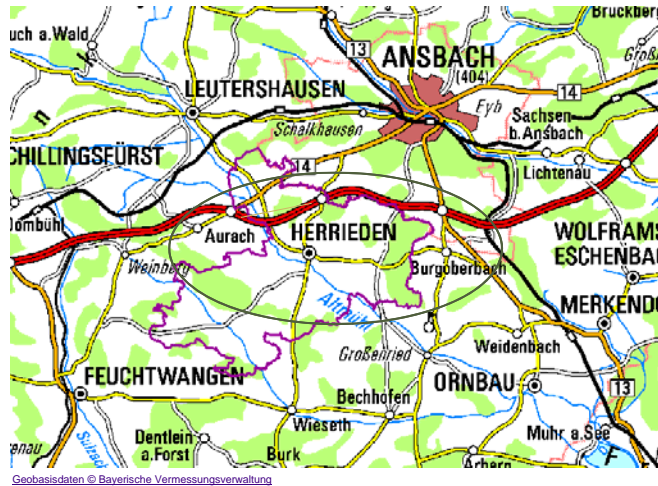 Bruckberg
uch a.Wald
13
ANSBACH
(404)
LEUTERSHAUSEN
Eyb
14
Sachsen
b.Ansbach
n
Schalkhausen
CHILLINGSFÜRST
14
Lichtenau
Dombühl
Aurach
HERRIEDEN
WOLFRAMS
ESCHENBA
Weinberg
Burgoberbach
Altmühl
MERKENDO
Großenried
Weidenbach
FEUCHTWANGEN
ORNBAU
13
Bechhofen
Wieseth
Dentlein
a.Forst
Muhr a.See
Burk
Sulzach
enau
Arberg
F
Geobasisdaten © Bayerische Vermessungsverwaltung